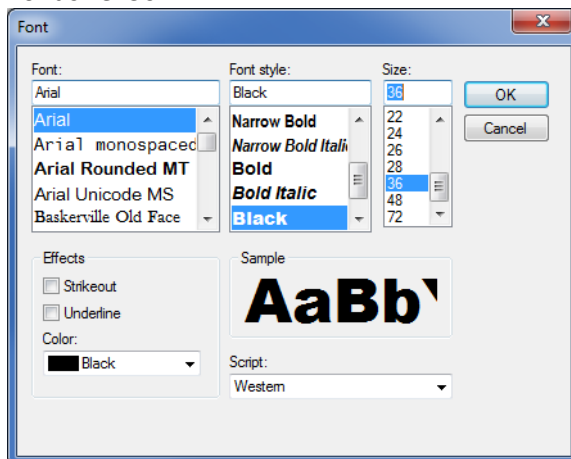 Font
Font:
Font style:
Size:
Arial
Black
36
OK
Cancel
Arial
Arial monospaced
Arial Rounded MT
Arial Unicode MS
Baskerville Old Face
Narrow Bold
Narrow Bold Itali
Bold
Bold Italic
Black
22
24
26
28
36
48
72
Effects
Strikeout
Underline
Color:
Black
Sample
AaBb
Script:
Western